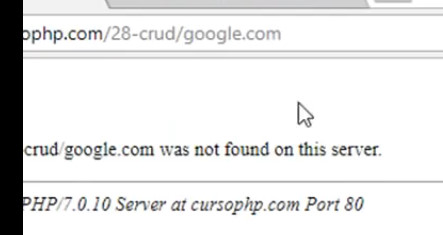 ophp.com/28-crud/google.com
crud/google.com was not found on this server.
PHP/7.0.10 Server at cursophp.com Port 80